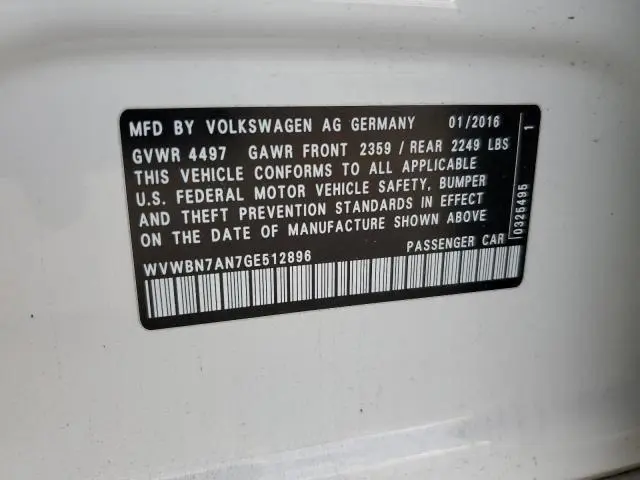 MFD BY VOLKSWAGEN AG GERMANY 01/2016
GVWR 4497 GAWR FRONT 2359 / REAR 2249 LBS
THIS VEHICLE CONFORMS TO ALL APPLICABLE
U.S. FEDERAL MOTOR VEHICLE SAFETY, BUMPER
AND THEFT PREVENTION STANDARDS IN EFFECT
ON THE DATE OF MANUFACTURE SHOWN ABOVE
WVWBN7AN7GE512896 PASSENGER CAR
0325495 1